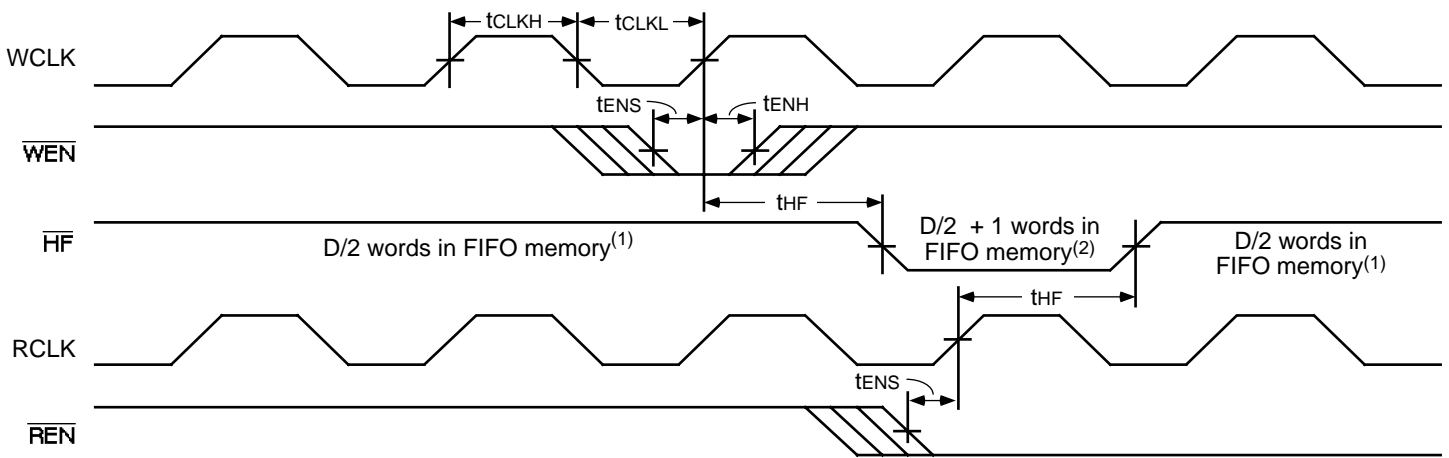 tCLKH
tCLKL
WCLK
tENS
tENH
WEN
tHF
HF
D/2 words in FIFO memory(1)
D/2 + 1 words in
FIFO memory(2)
D/2 words in
FIFO memory(1)
tHF
RCLK
tENS
REN